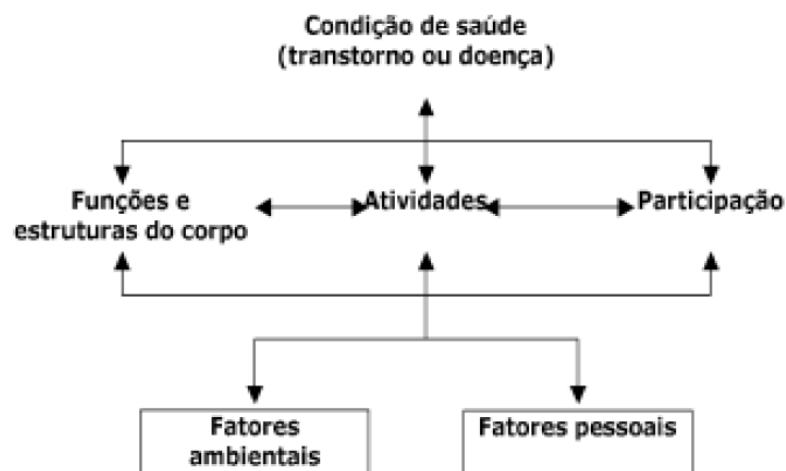 Condição de saúde
(transtorno ou doença)
Funções e
estruturas do corpo
Atividades
Participação
Fatores
ambientais
Fatores pessoais